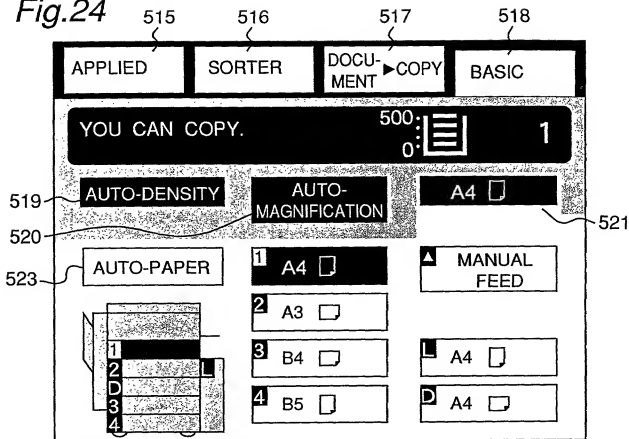 Fig.24
515 516 517 518
APPLIED
SORTER
DOCU-
MENT ▶COPY
BASIC
YOU CAN COPY.
500
0
1
519
AUTO-DENSITY
520
AUTO-
MAGNIFICATION
A4
521
523
AUTO-PAPER
1 A4
2 A3
3 B4
4 B5
▲ MANUAL
FEED
L A4
D A4
1
2 L
D
3
4